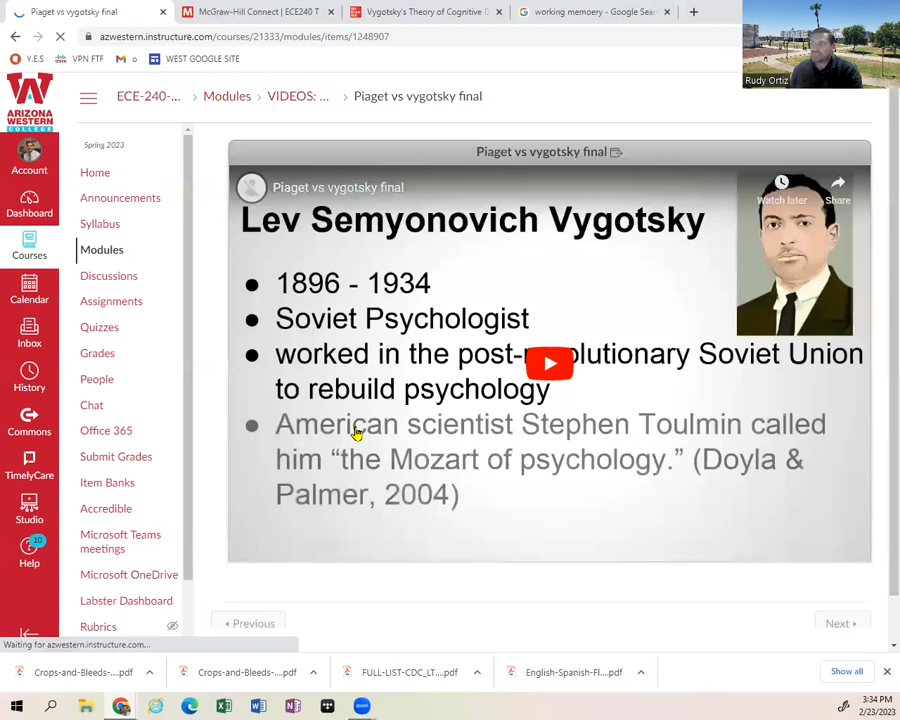 Piaget vs vygotsky final
McGraw-Hill Connect | ECE240 T
Vygotsky's Theory of Cognitive D
working memoery - Google Sea
azwestern.instructure.com/courses/21333/modules/items/1248907
Y.E.S
VPN FTF
WEST GOOGLE SITE
Rudy Ortiz
ARIZONA
WESTERN
COLLEGE
ECE-240-... > Modules > VIDEOS: ... > Piaget vs vygotsky final
Account
Dashboard
Courses
Calendar
Inbox
History
Commons
TimelyCare
Studio
10
Help
Spring 2023
Home
Announcements
Syllabus
Modules
Discussions
Assignments
Quizzes
Grades
People
Chat
Office 365
Submit Grades
Item Banks
Accredible
Microsoft Teams
meetings
Microsoft OneDrive
Labster Dashboard
Rubrics
Piaget vs vygotsky final
Piaget vs vygotsky final
Watch later
Share
Lev Semyonovich Vygotsky
● 1896 - 1934
● Soviet Psychologist
● worked in the post-revolutionary Soviet Union
to rebuild psychology
● American scientist Stephen Toulmin called
him “the Mozart of psychology.” (Doyla &
Palmer, 2004)
Previous
Next
Waiting for azwestern.instructure.com...
Crops-and-Bleeds-....pdf
Crops-and-Bleeds-....pdf
FULL-LIST-CDC_LT....pdf
English-Spanish-Fl....pdf
Show all
3:34 PM
2/23/2023